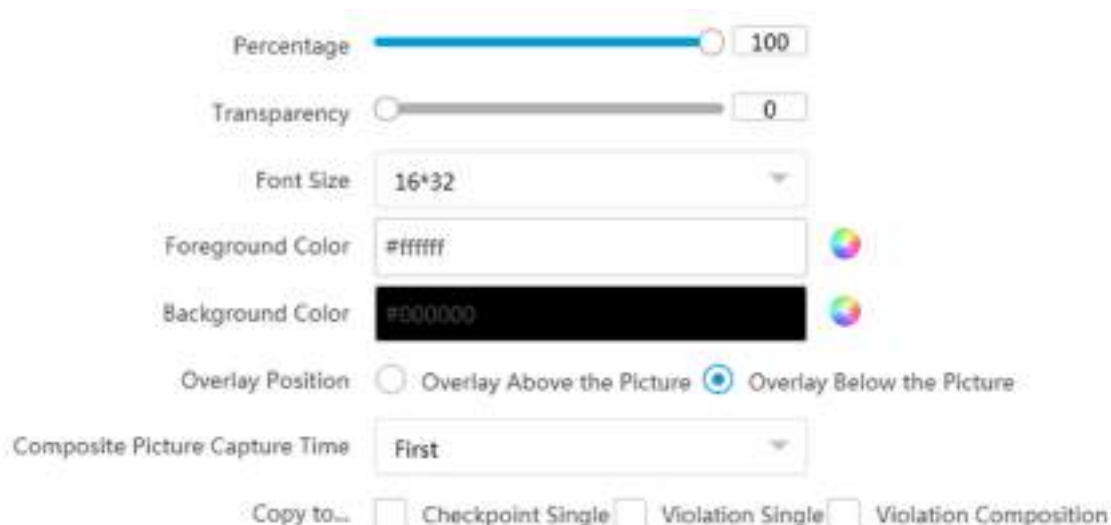 Percentage 100
Transparency 0
Font Size 16*32
Foreground Color #ffffff
Background Color #000000
Overlay Position Overlay Above the Picture Overlay Below the Picture
Composite Picture Capture Time First
Copy to... Checkpoint Single Violation Single Violation Composition